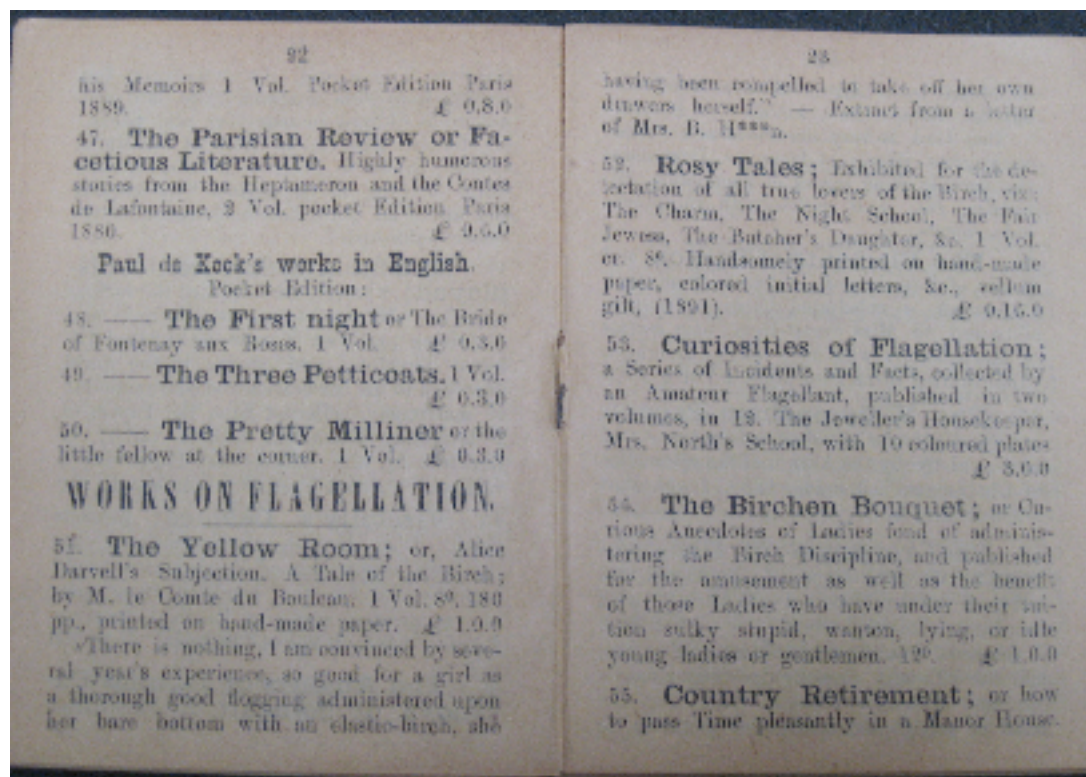 22
his Memoirs 1 Vol. Pocket Edition Paris
1889. £ 0.8.0
47. The Parisian Review or Fa-
cetious Literature. Highly humorous
stories from the Heptameron and the Contes
de Lafontaine, 2 Vol. pocket Edition Paris
£
Paul de Kock's works in English.
Pocket Edition:
48. —— The First night or The Bride
of Fontenay aux Roses. 1 Vol. £ 0.3.0
49. —— The Three Petticoats. 1 Vol.
£ 0.3.0
50. —— The Pretty Milliner or the
little fellow at the corner. 1 Vol. £ 0.3.0
WORKS ON FLAGELLATION.
51. The Yellow Room; or, Alice
Darvell's Subjection. A Tale of the Birch;
by M. le Comte du Bouleau. 1 Vol. 8º. 180
pp., printed on hand-made paper. £ 1.0.0
«There is nothing, I am convinced by seve-
ral year's experience, so good for a girl as
a thorough good flogging administered upon
her bare bottom with an elastic-birch, she
23
having been compelled to take off her own
drawers herself.” — Extract from a letter
of Mrs. B. H***n.
52. Rosy Tales; Exhibited for the de-
lectation of all true lovers of the Birch, viz:
The Charm, The Night School, The Fair
Jewess, The Butcher's Daughter, &c. 1 Vol.
cr. 8º. Handsomely printed on hand-made
paper, colored initial letters, &c., vellum
gilt, (1891). £ 0.16.0
53. Curiosities of Flagellation;
a Series of Incidents and Facts, collected by
an Amateur Flagellant, published in two
volumes, in 12. The Jeweller's Housekeeper,
Mrs. North's School, with 10 coloured plates
£ 3.0.0
54. The Birchen Bouquet; or Cu-
rious Anecdotes of Ladies fond of adminis-
tering the Birch Discipline, and published
for the amusement as well as the benefit
of those Ladies who have under their tui-
tion sulky stupid, wanton, lying, or idle
young ladies or gentlemen. 12º. £ 1.0.0
55. Country Retirement; or how
to pass Time pleasantly in a Manor House.